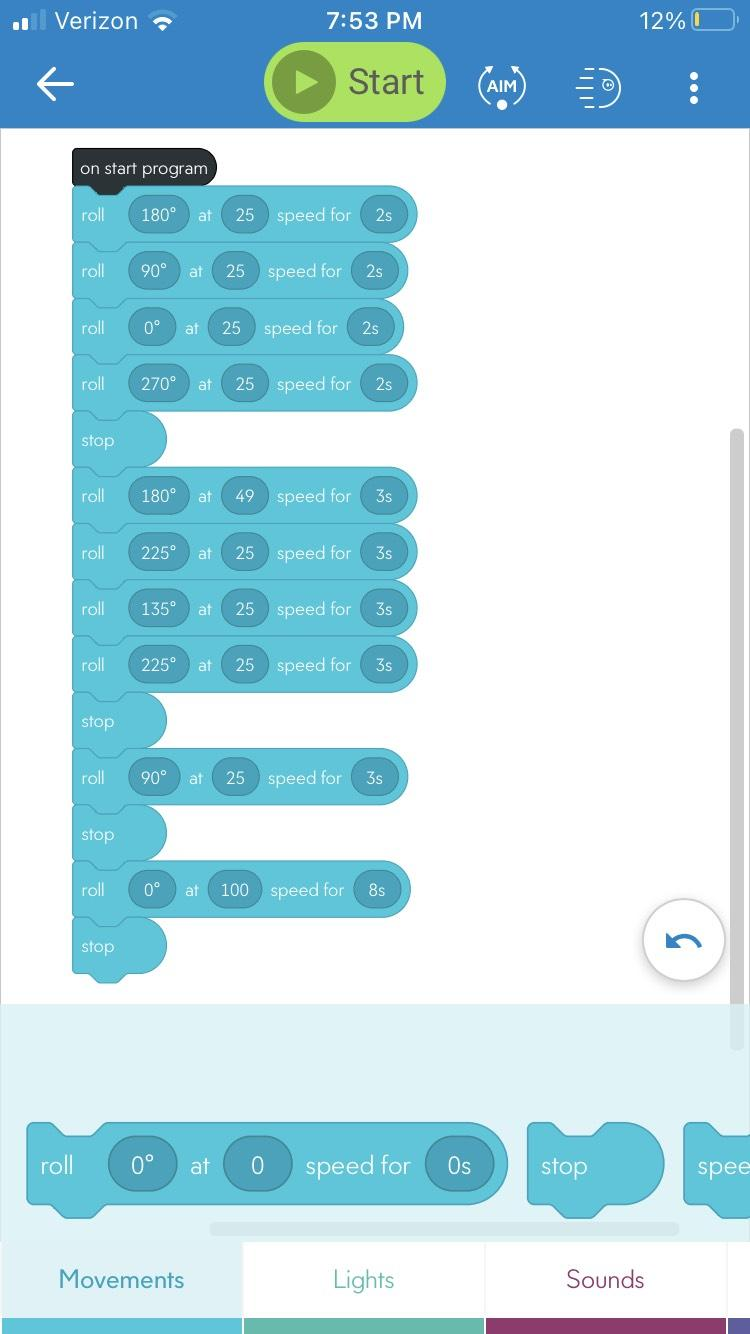 Verizon 7:53 PM 12%
Start AIM
on start program
roll 180° at 25 speed for 2s
roll 90° at 25 speed for 2s
roll 0° at 25 speed for 2s
roll 270° at 25 speed for 2s
stop
roll 180° at 49 speed for 3s
roll 225° at 25 speed for 3s
roll 135° at 25 speed for 3s
roll 225° at 25 speed for 3s
stop
roll 90° at 25 speed for 3s
stop
roll 0° at 100 speed for 8s
stop
roll 0° at 0 speed for 0s stop spee
Movements Lights Sounds